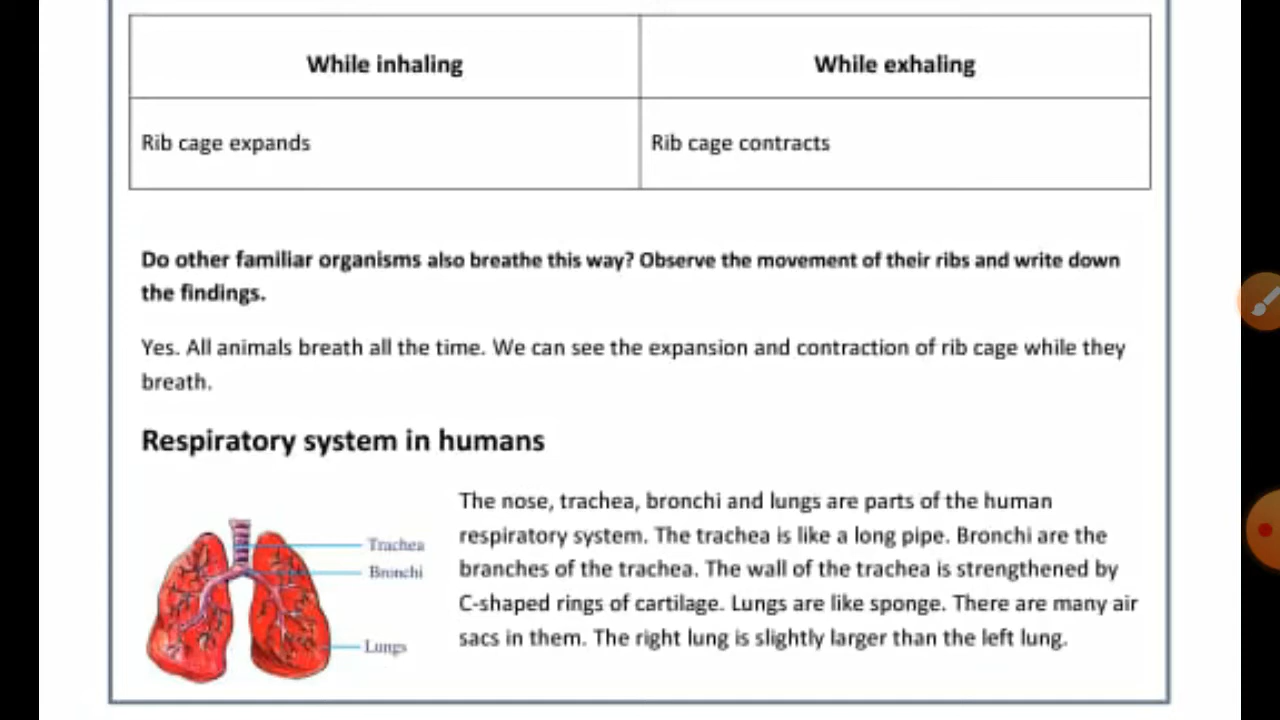 While inhaling
While exhaling
Rib cage expands
Rib cage contracts
Do other familiar organisms also breathe this way? Observe the movement of their ribs and write down
the findings.
Yes. All animals breath all the time. We can see the expansion and contraction of rib cage while they
breath.
Respiratory system in humans
The nose, trachea, bronchi and lungs are parts of the human
respiratory system. The trachea is like a long pipe. Bronchi are the
branches of the trachea. The wall of the trachea is strengthened by
C-shaped rings of cartilage. Lungs are like sponge. There are many air
sacs in them. The right lung is slightly larger than the left lung.
Trachea
Bronchi
Lungs